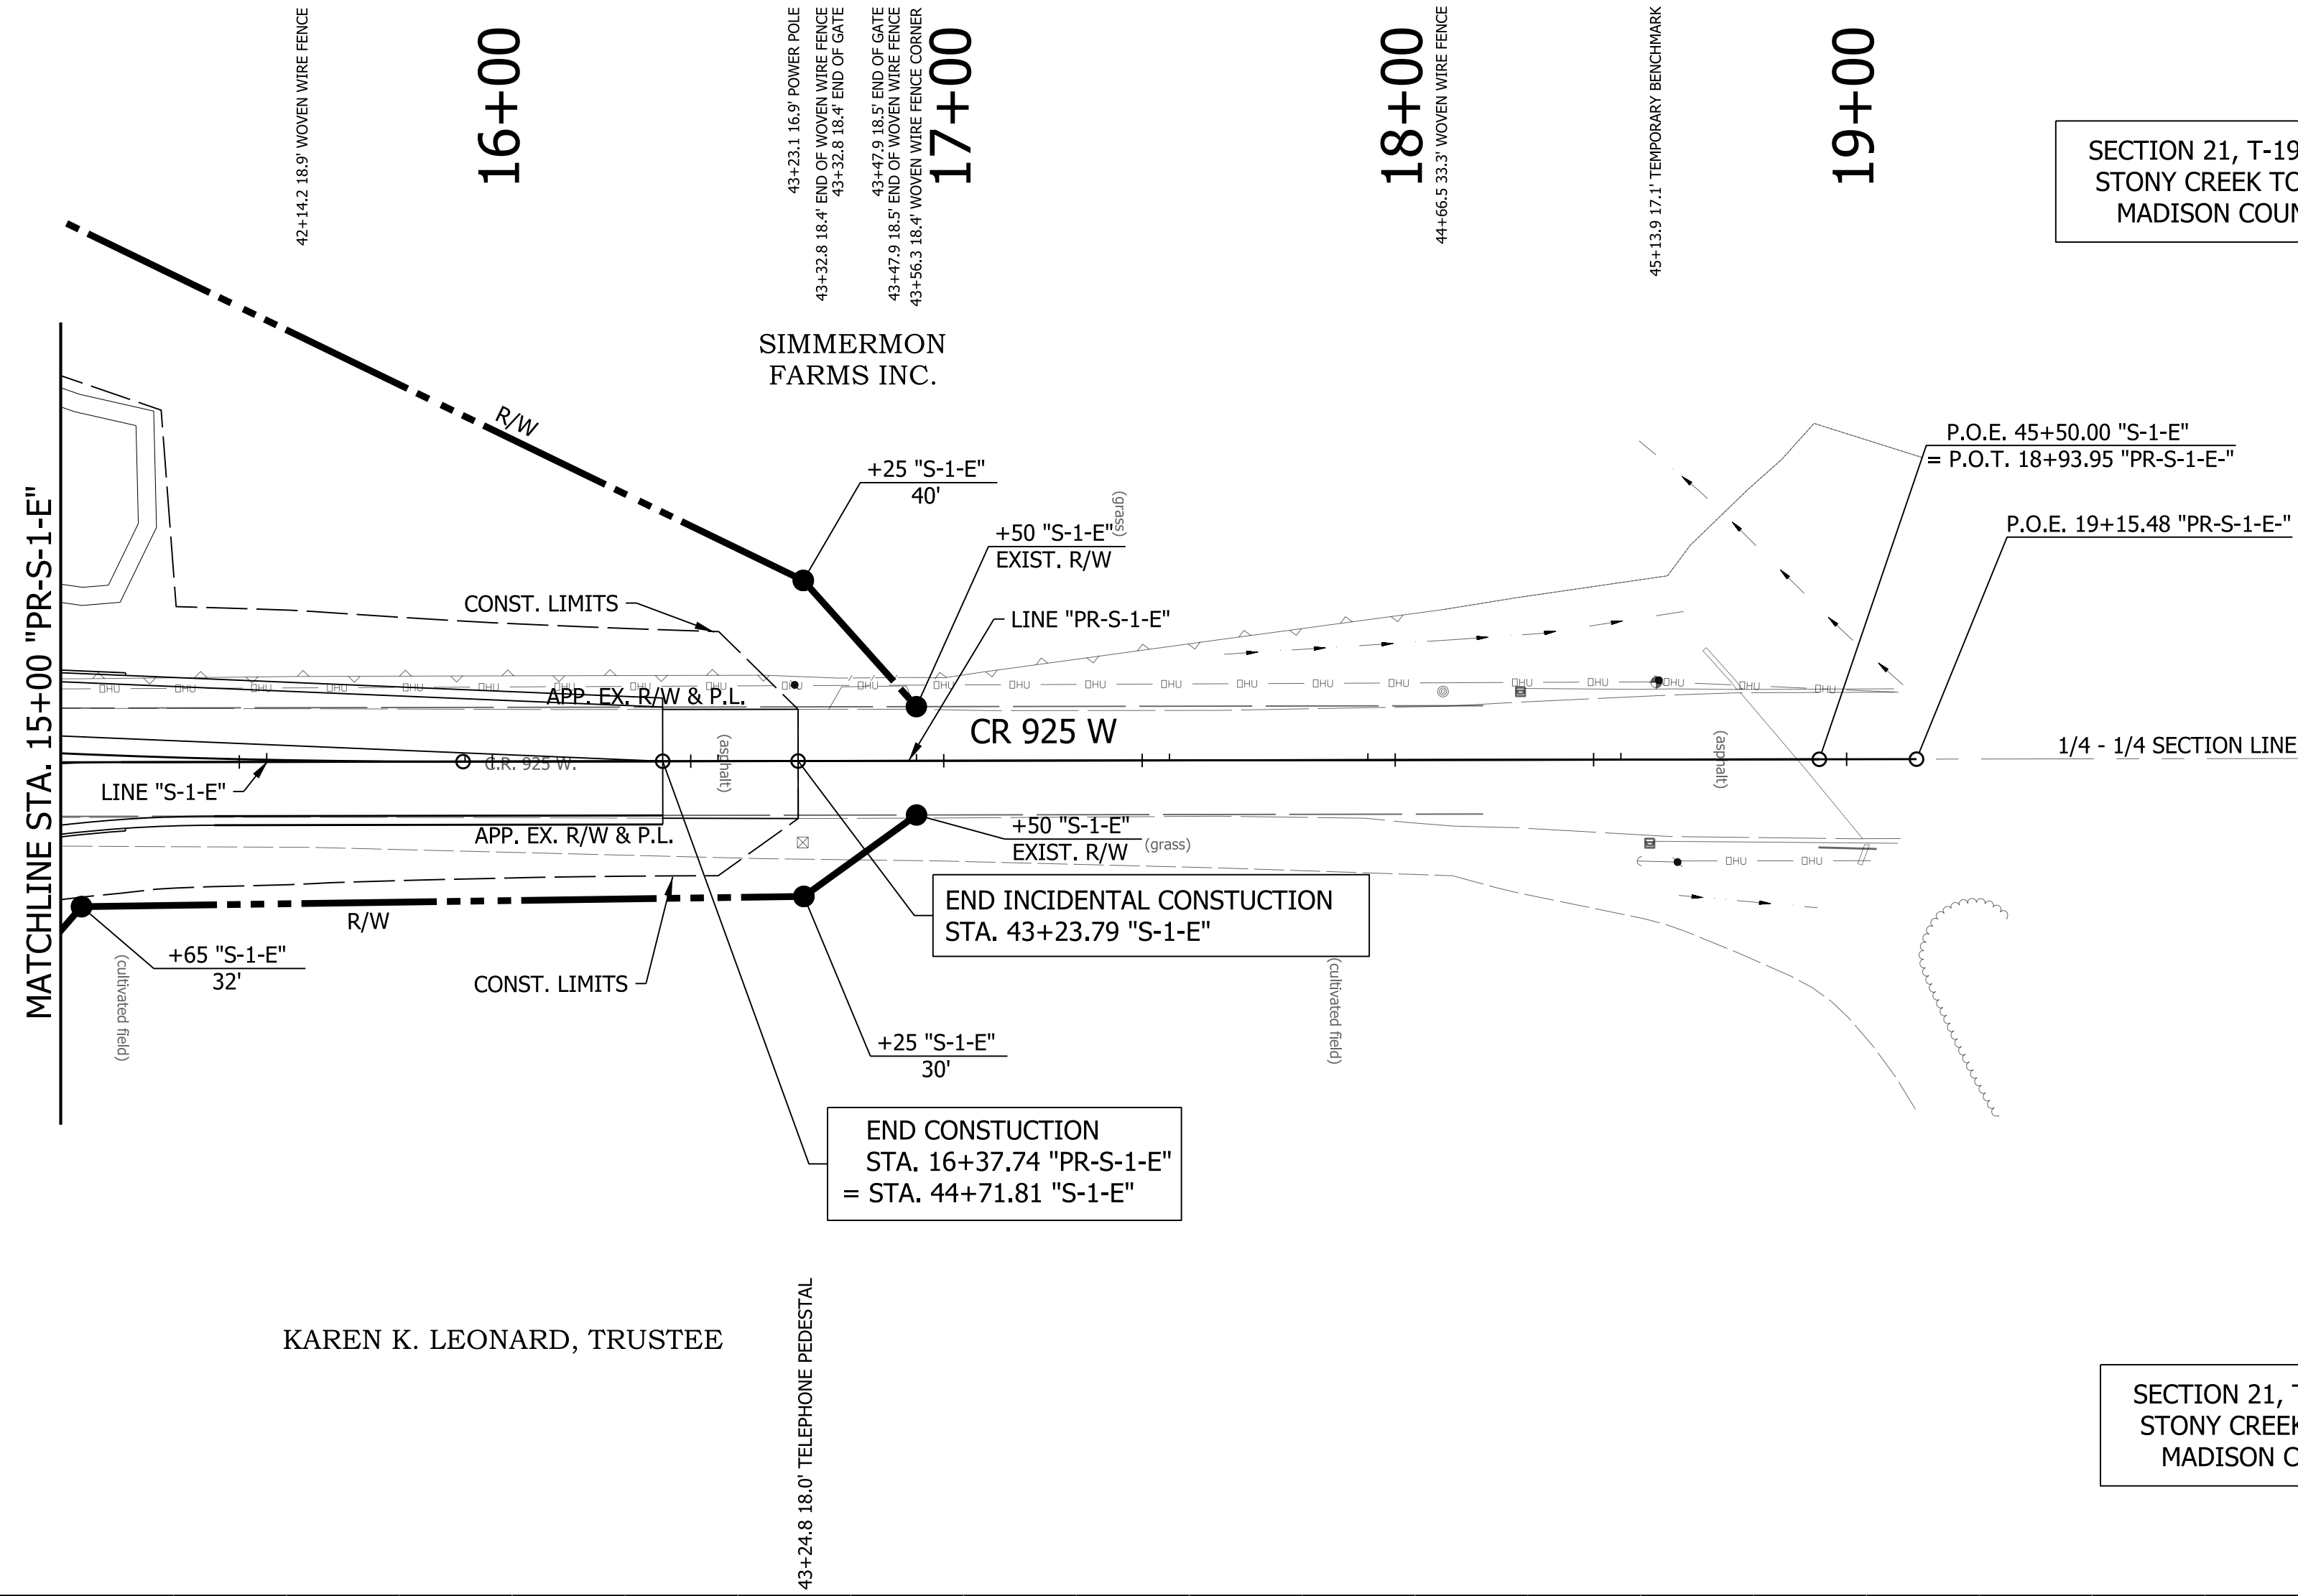 42+14.2 18.9' WOVEN WIRE FENCE
16+00
43+23.1 16.9' POWER POLE
43+32.8 18.4' END OF WOVEN WIRE FENCE
43+32.8 18.4' END OF GATE
43+47.9 18.5' END OF GATE
43+47.9 18.5' END OF WOVEN WIRE FENCE
43+56.3 18.4' WOVEN WIRE FENCE CORNER
17+00
18+00
44+66.5 33.3' WOVEN WIRE FENCE
45+13.9 17.1' TEMPORARY BENCHMARK
19+00
SECTION 21, T-19
STONY CREEK TO
MADISON COUN
SIMMERMON
FARMS INC.
R/W
+25 "S-1-E"
40'
(grass)
+50 "S-1-E"
EXIST. R/W
P.O.E. 45+50.00 "S-1-E"
= P.O.T. 18+93.95 "PR-S-1-E-"
P.O.E. 19+15.48 "PR-S-1-E-"
MATCHLINE STA. 15+00 "PR-S-1-E"
CONST. LIMITS
LINE "PR-S-1-E"
APP. EX. R/W & P.L.
CR 925 W
(asphalt)
(asphalt)
1/4 - 1/4 SECTION LINE
C.R. 925 W.
LINE "S-1-E"
APP. EX. R/W & P.L.
+50 "S-1-E"
EXIST. R/W
(grass)
END INCIDENTAL CONSTUCTION
STA. 43+23.79 "S-1-E"
R/W
+65 "S-1-E"
32'
(cultivated field)
CONST. LIMITS
(cultivated field)
+25 "S-1-E"
30'
END CONSTUCTION
STA. 16+37.74 "PR-S-1-E"
= STA. 44+71.81 "S-1-E"
KAREN K. LEONARD, TRUSTEE
43+24.8 18.0' TELEPHONE PEDESTAL
SECTION 21, T
STONY CREEK
MADISON C